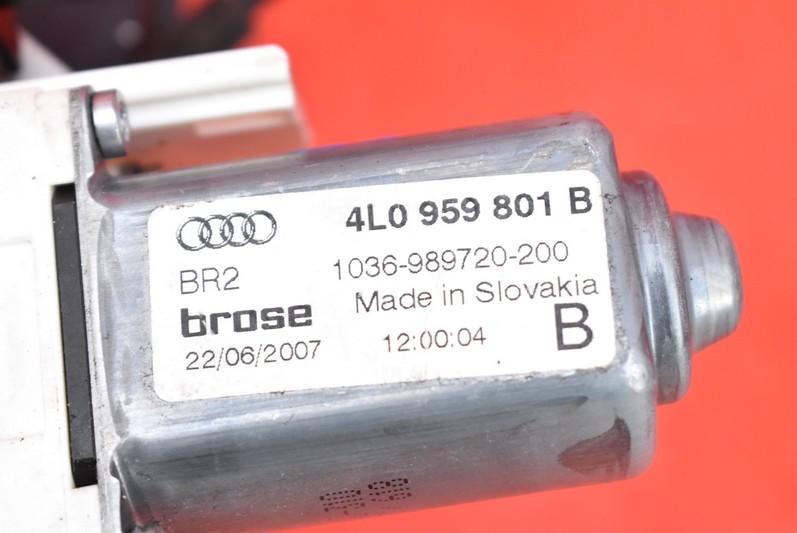 4L0 959 801 B
BR2 1036-989720-200
brose Made in Slovakia
22/06/2007 12:00:04 B